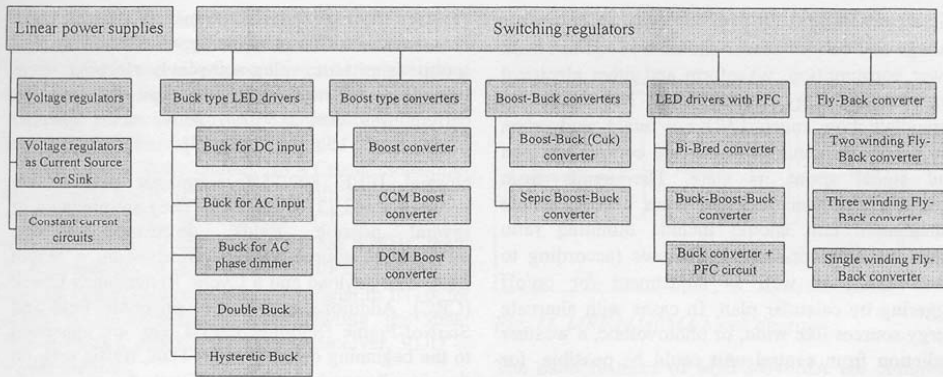 Linear power supplies
Switching regulators
Voltage regulators
Voltage regulators
as Current Source
or Sink
Constant current
circuits
Buck type LED drivers
Buck for DC input
Buck for AC input
Buck for AC
phase dimmer
Double Buck
Hysteretic Buck
Boost type converters
Boost converter
CCM Boost
converter
DCM Boost
converter
Boost-Buck converters
Boost-Buck (Cuk)
converter
Sepic Boost-Buck
converter
LED drivers with PFC
Bi-Bred converter
Buck-Boost-Buck
converter
Buck converter +
PFC circuit
Fly-Back converter
Two winding Fly-
Back converter
Three winding Fly-
Back converter
Single winding Fly-
Back converter